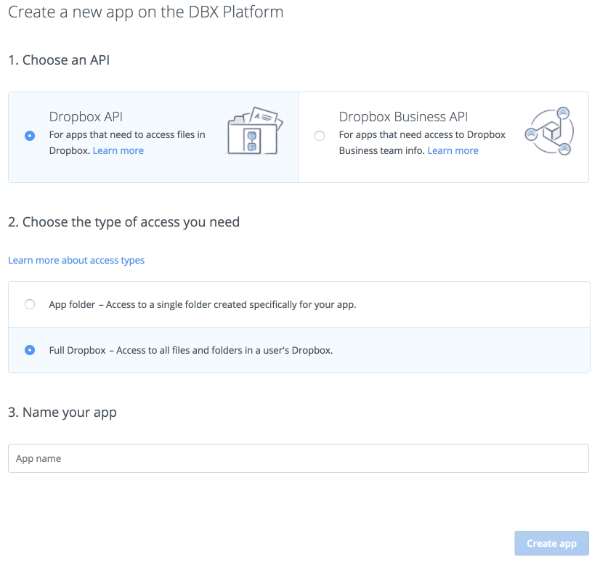 Create a new app on the DBX Platform
1. Choose an API
Dropbox API
For apps that need to access files in
Dropbox. Learn more
Dropbox Business API
For apps that need access to Dropbox
Business team info. Learn more
2. Choose the type of access you need
Learn more about access types
App folder – Access to a single folder created specifically for your app.
Full Dropbox – Access to all files and folders in a user's Dropbox.
3. Name your app
App name
Create app